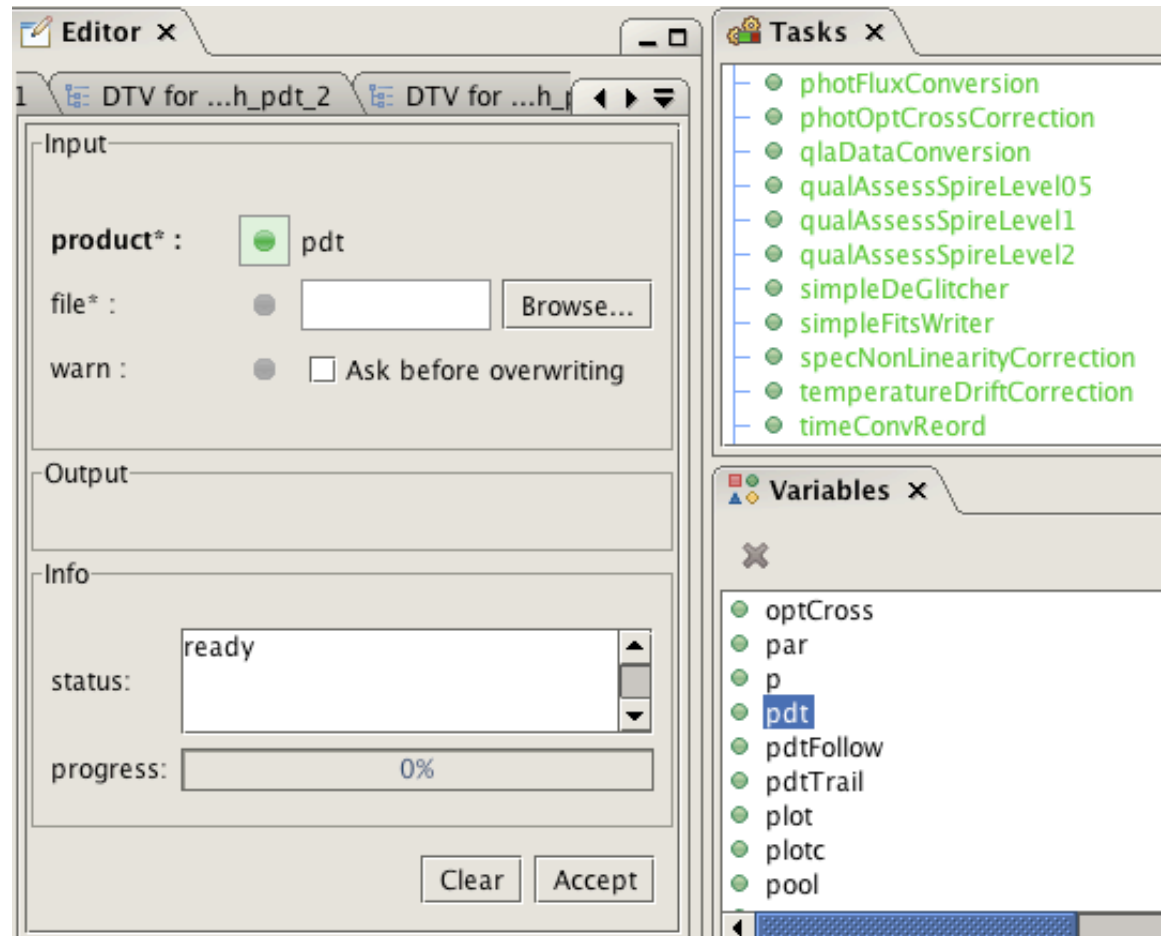 Editor
1
DTV for ...h_pdt_2
DTV for ...h_
Input
product* :
pdt
file* :
Browse...
warn :
Ask before overwriting
Output
Info
status:
ready
progress:
0%
Clear
Accept
Tasks
photFluxConversion
photOptCrossCorrection
qlaDataConversion
qualAssessSpireLevel05
qualAssessSpireLevel1
qualAssessSpireLevel2
simpleDeGlitcher
simpleFitsWriter
specNonLinearityCorrection
temperatureDriftCorrection
timeConvReord
Variables
optCross
par
p
pdt
pdtFollow
pdtTrail
plot
plotc
pool